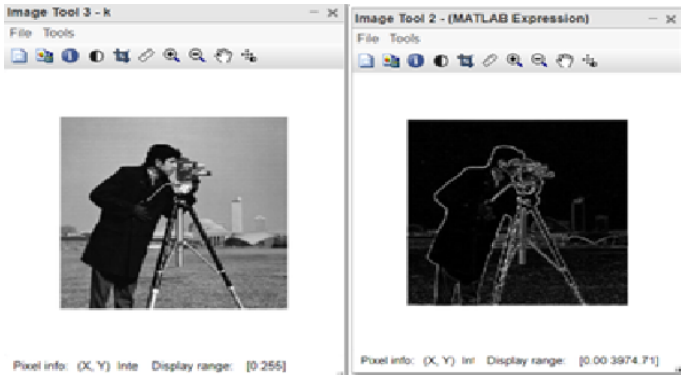 Image Tool 3 - k
File Tools
Pixel info: (X, Y) Inte Display range: [0 255]
Image Tool 2 - (MATLAB Expression)
File Tools
Pixel info: (X, Y) Int Display range: [0.00 3974.71]